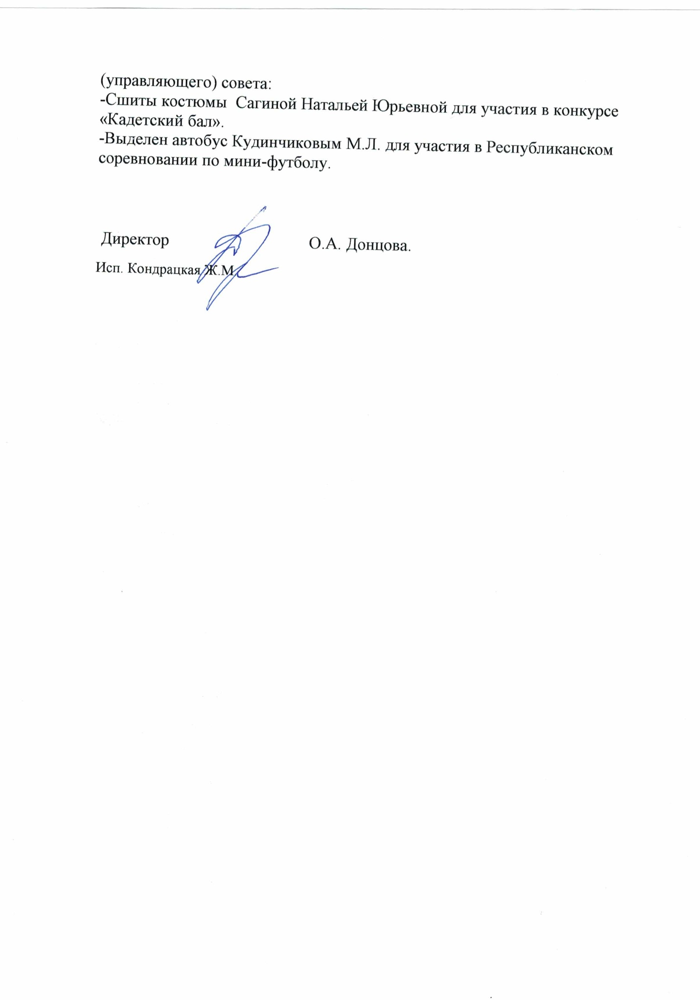 (управляющего) совета:
-Сшиты костюмы  Сагиной Натальей Юрьевной для участия в конкурсе
«Кадетский бал».
-Выделен автобус Кудинчиковым М.Л. для участия в Республиканском
соревновании по мини-футболу.
Директор О.А. Донцова.
Исп. Кондрацкая Ж.М.